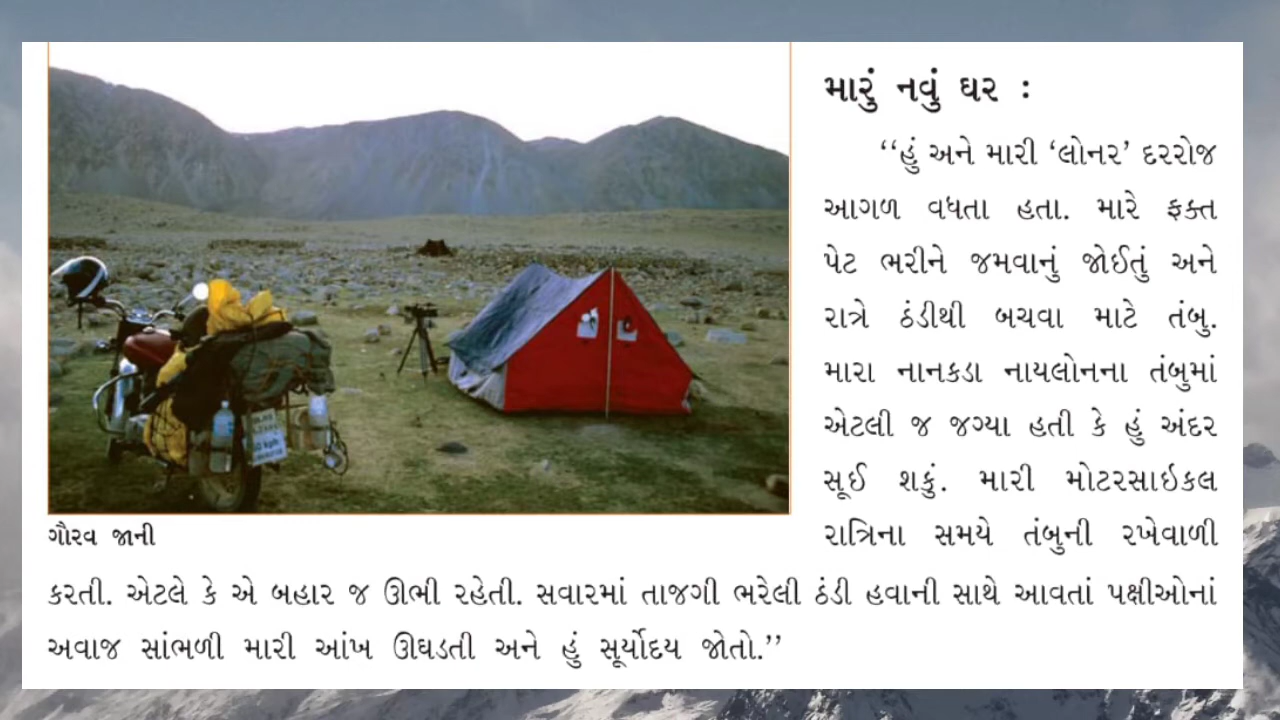 મારું નવું ઘર :
‘‘હું અને મારી ‘લોનર’ દરરોજ
આગળ વધતા હતા. મારે ફક્ત
પેટ ભરીને જમવાનું જોઈતું અને
રાત્રે ઠંડીથી બચવા માટે તંબુ.
મારા નાનકડા નાયલોનના તંબુમાં
એટલી જ જગ્યા હતી કે હું અંદર
સૂઈ શકું. મારી મોટરસાઇકલ
રાત્રિના સમયે તંબુની રખેવાળી
કરતી. એટલે કે એ બહાર જ ઊભી રહેતી. સવારમાં તાજગી ભરેલી ઠંડી હવાની સાથે આવતાં પક્ષીઓનાં
અવાજ સાંભળી મારી આંખ ઊઘડતી અને હું સૂર્યોદય જોતો.’’
ગૌરવ જાની